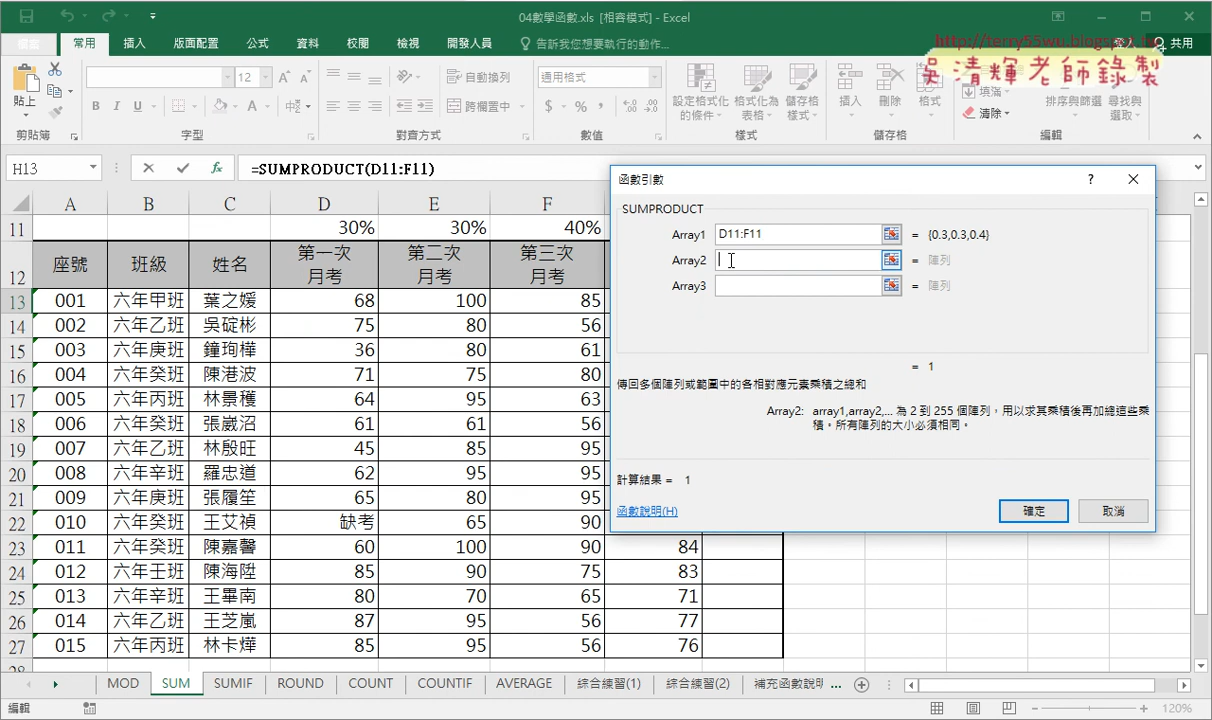 04數學函數.xls [相容模式] - Excel
http://terry55wu.blogspot.tw
吳清輝老師錄製
常用 插入 版面配置 公式 資料 校閱 檢視 開發人員 告訴我您想要執行的動作... 登入 共用
貼上 12 自動換列 通用格式 設定格式化的條件 格式化為表格 儲存格樣式 插入 刪除 格式 填滿 排序與篩選 尋找與選取
B I U 跨欄置中 $ % 清除
剪貼簿 字型 對齊方式 數值 樣式 儲存格 編輯
H13 fx =SUMPRODUCT(D11:F11)
A B C D E F
11 30% 30% 40%
12 座號 班級 姓名 第一次月考 第二次月考 第三次月考
13 001 六年甲班 葉之媛 68 100 85
14 002 六年乙班 吳碇彬 75 80 56
15 003 六年庚班 鐘珣樺 36 80 61
16 004 六年癸班 陳港波 71 75 80
17 005 六年丙班 林景穫 64 95 63
18 006 六年癸班 張崴沼 61 61 56
19 007 六年乙班 林殷旺 45 85 95
20 008 六年辛班 羅忠道 62 95 95
21 009 六年庚班 張履笙 65 80 95
22 010 六年癸班 王艾禎 缺考 65 90
23 011 六年癸班 陳嘉馨 60 100 90 84
24 012 六年壬班 陳海陞 85 90 75 83
25 013 六年辛班 王畢南 80 70 65 71
26 014 六年乙班 王芝嵐 87 95 56 77
27 015 六年丙班 林卡燁 85 95 56 76
28
函數引數 ?
SUMPRODUCT
Array1 D11:F11 = {0.3,0.3,0.4}
Array2 = 陣列
Array3 = 陣列
= 1
傳回多個陣列或範圍中的各相對應元素乘積之總和
Array2: array1,array2,... 為 2 到 255 個陣列，用以求其乘積後再加總這些乘
積。所有陣列的大小必須相同。
計算結果 = 1
函數說明(H) 確定 取消
MOD SUM SUMIF ROUND COUNT COUNTIF AVERAGE 綜合練習(1) 綜合練習(2) 補充函數說明 ...
編輯 120%